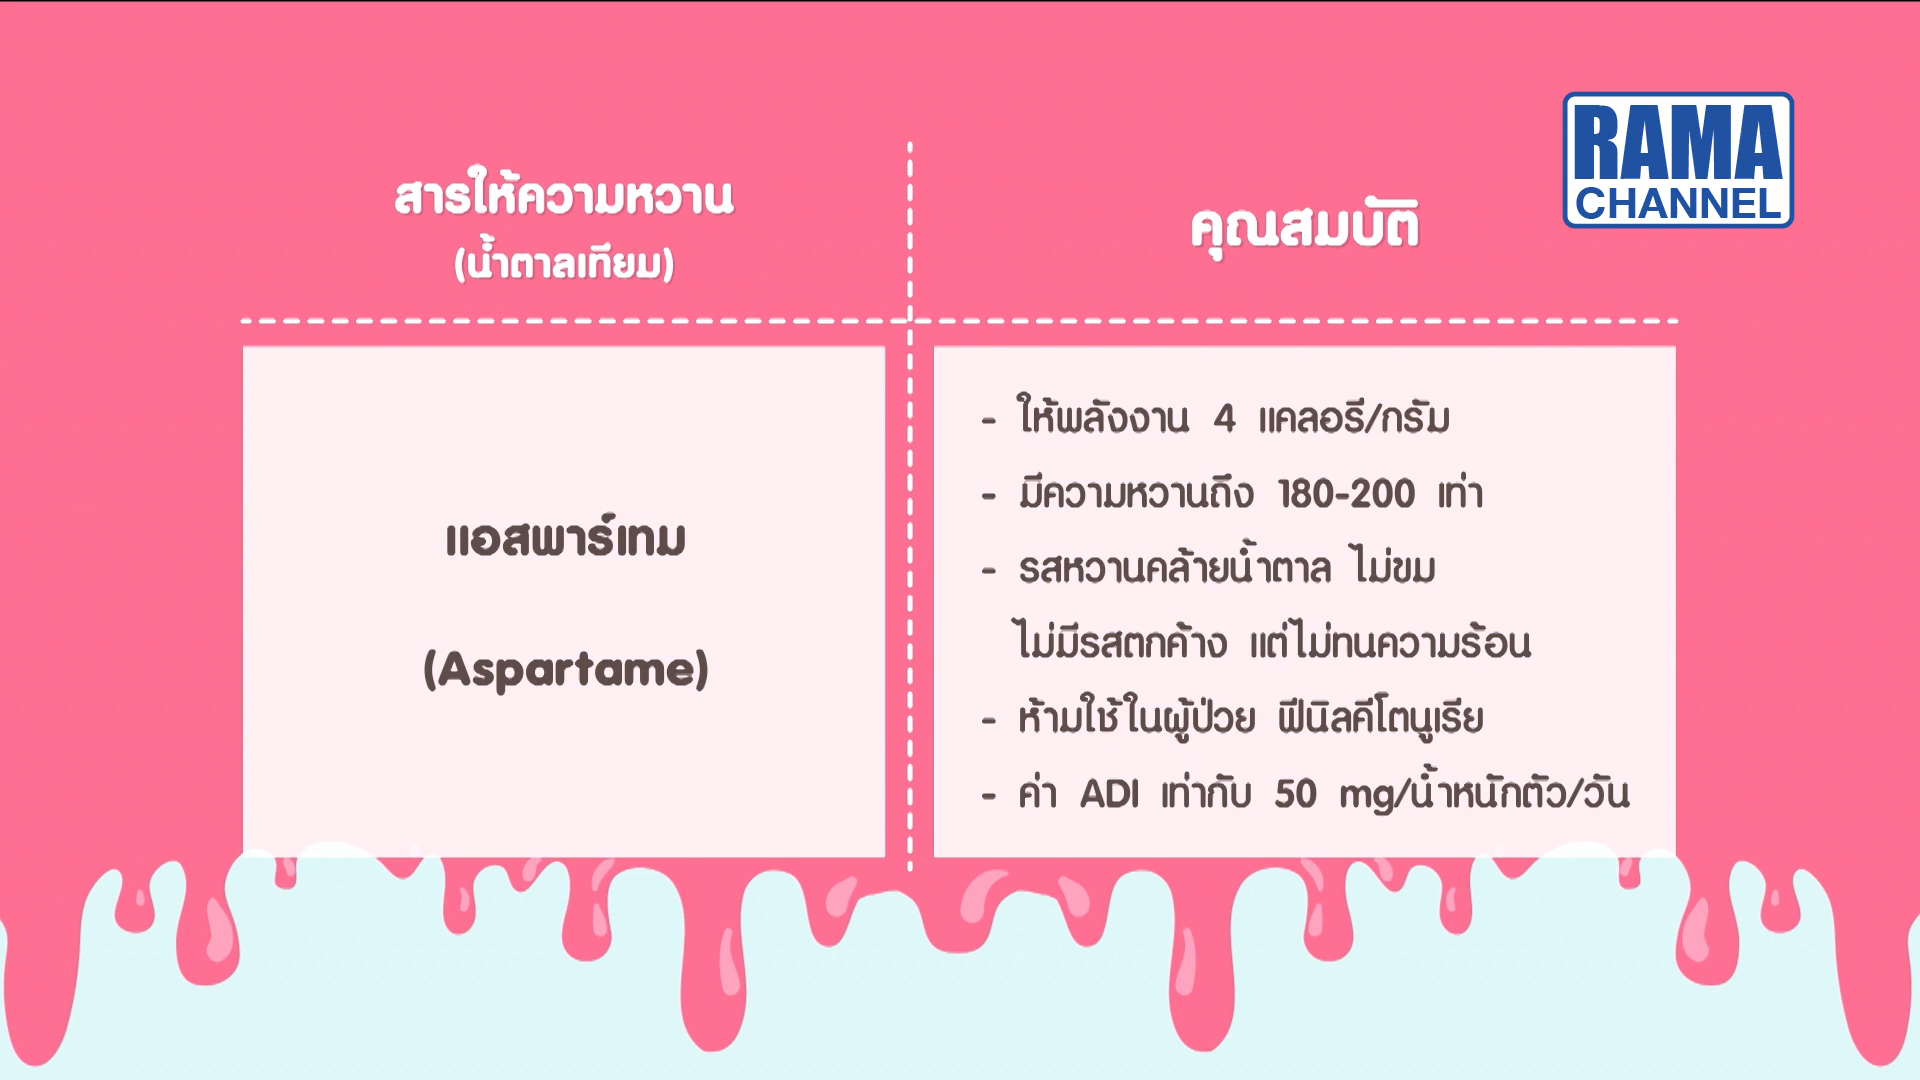 RAMA
CHANNEL
สารให้ความหวาน
(น้ำตาลเทียม)
คุณสมบัติ
แอสพาร์เทม
(Aspartame)
- ให้พลังงาน 4 แคลอรี/กรัม
- มีความหวานถึง 180-200 เท่า
- รสหวานคล้ายน้ำตาล ไม่ขม
ไม่มีรสตกค้าง แต่ไม่ทนความร้อน
- ห้ามใช้ในผู้ป่วย ฟีนิลคีโตนูเรีย
- ค่า ADI เท่ากับ 50 mg/น้ำหนักตัว/วัน